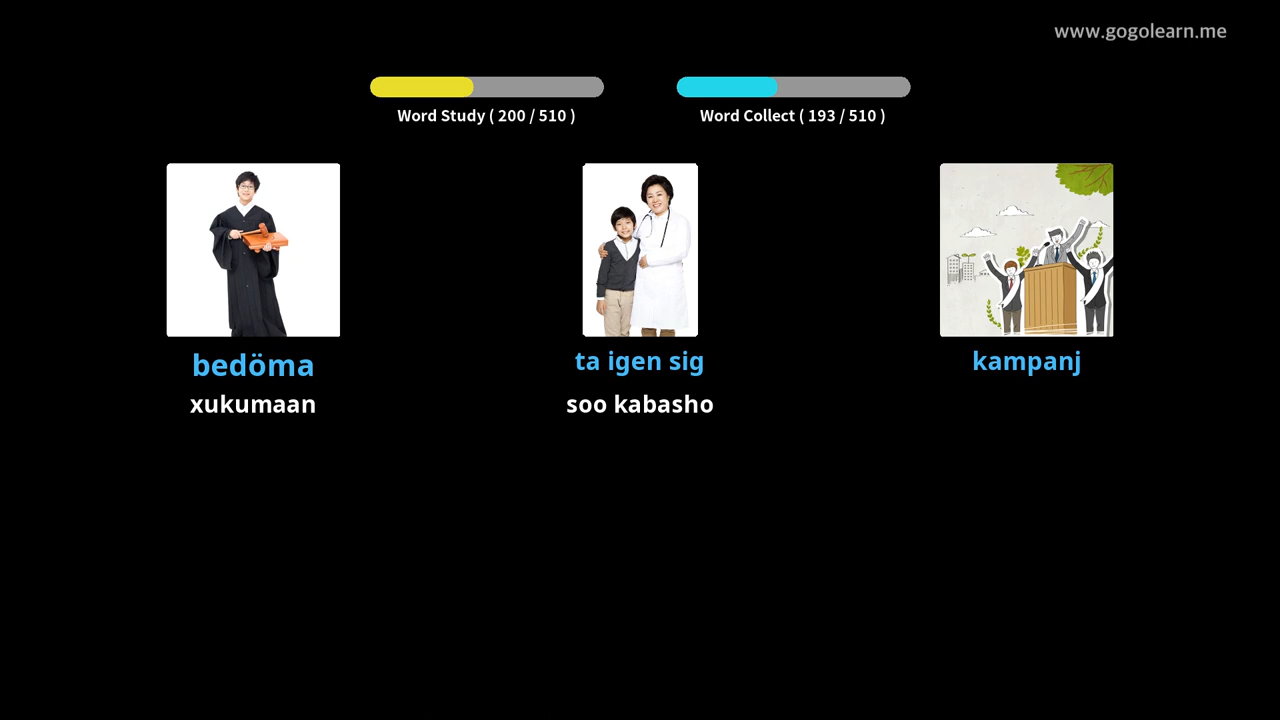 www.gogolearn.me
Word Study ( 200 / 510 )
Word Collect ( 193 / 510 )
bedöma
xukumaan
ta igen sig
soo kabasho
kampanj